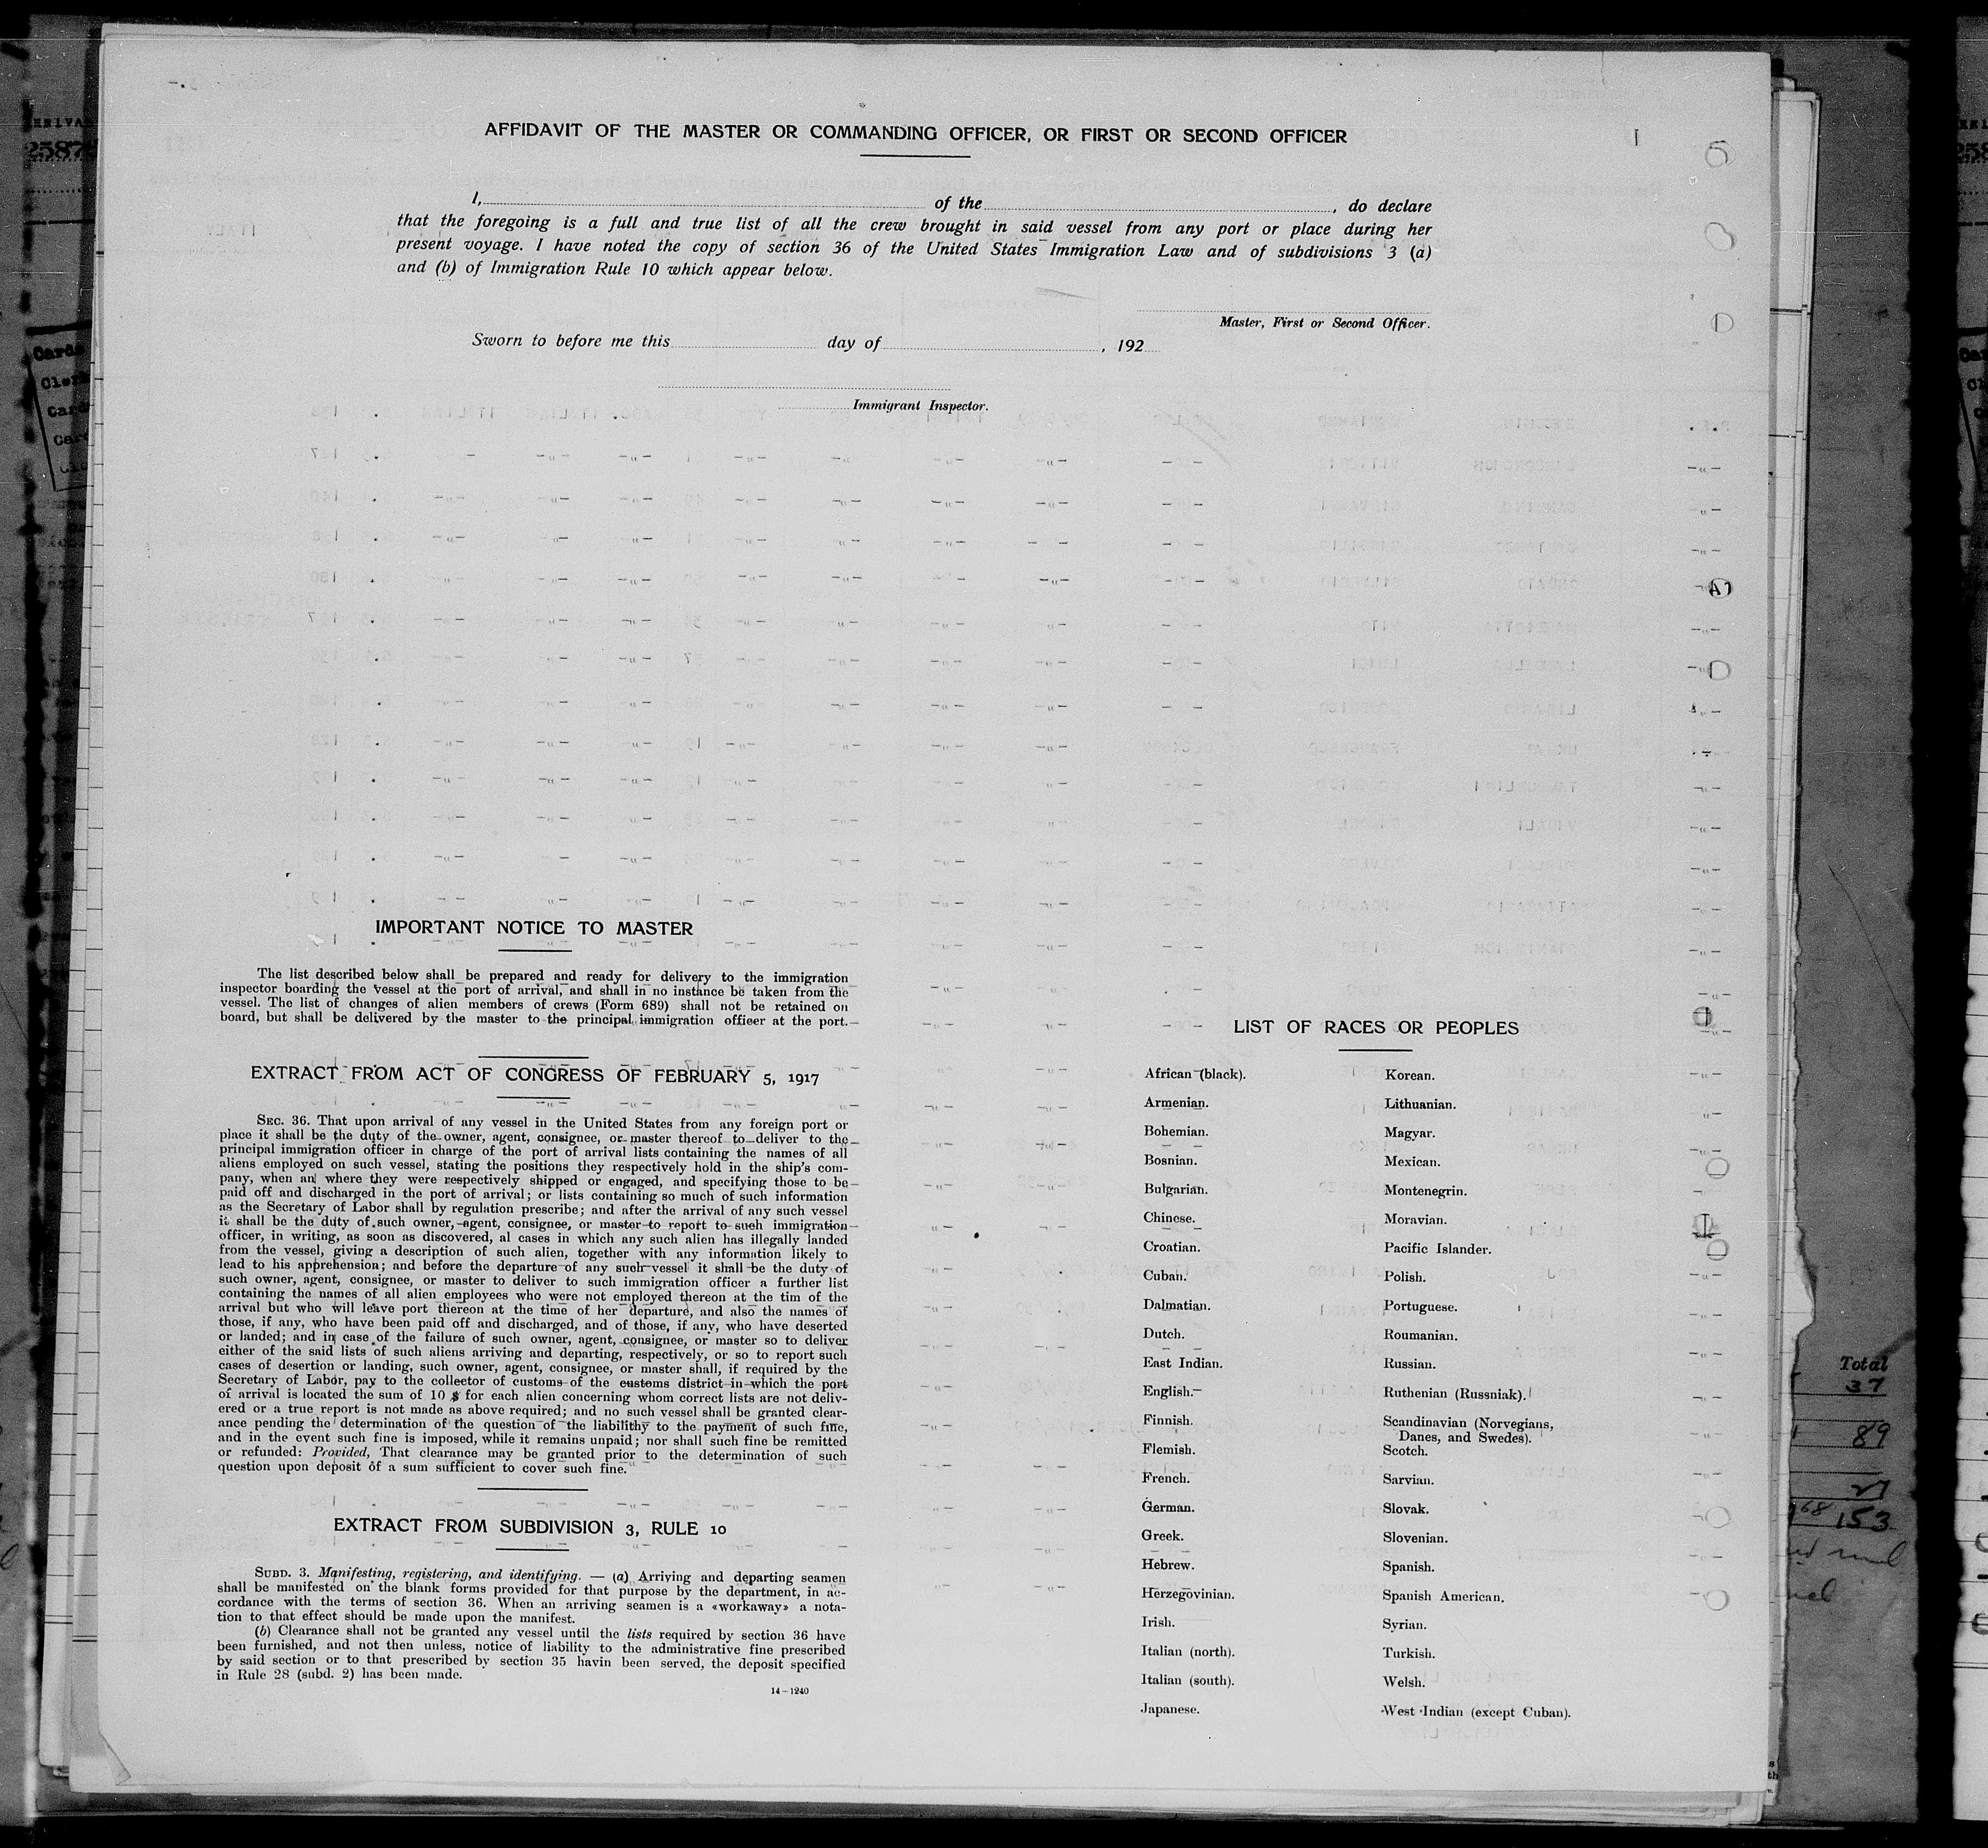 AFFIDAVIT OF THE MASTER OR COMMANDING OFFICER, OR FIRST OR SECOND OFFICER
I, of the , do declare
that the foregoing is a full and true list of all the crew brought in said vessel from any port or place during her
present voyage. I have noted the copy of section 36 of the United States Immigration Law and of subdivisions 3 (a)
and (b) of Immigration Rule 10 which appear below.
Master, First or Second Officer.
Sworn to before me this day of , 192
Immigrant Inspector.
IMPORTANT NOTICE TO MASTER
The list described below shall be prepared and ready for delivery to the immigration
inspector boarding the vessel at the port of arrival, and shall in no instance be taken from the
vessel. The list of changes of alien members of crews (Form 689) shall not be retained on
board, but shall be delivered by the master to the principal immigration officer at the port.
EXTRACT FROM ACT OF CONGRESS OF FEBRUARY 5, 1917
SEC. 36. That upon arrival of any vessel in the United States from any foreign port or
place it shall be the duty of the owner, agent, consignee, or master thereof to deliver to the
principal immigration officer in charge of the port of arrival lists containing the names of all
aliens employed on such vessel, stating the positions they respectively hold in the ship's com-
pany, when an where they were respectively shipped or engaged, and specifying those to be
paid off and discharged in the port of arrival; or lists containing so much of such information
as the Secretary of Labor shall by regulation prescribe; and after the arrival of any such vessel
it shall be the duty of such owner, agent, consignee, or master to report to such immigration
officer, in writing, as soon as discovered, al cases in which any such alien has illegally landed
from the vessel, giving a description of such alien, together with any information likely to
lead to his apprehension; and before the departure of any such vessel it shall be the duty of
such owner, agent, consignee, or master to deliver to such immigration officer a further list
containing the names of all alien employees who were not employed thereon at the tim of the
arrival but who will leave port thereon at the time of her departure, and also the names of
those, if any, who have been paid off and discharged, and of those, if any, who have deserted
or landed; and in case of the failure of such owner, agent, consignee, or master so to deliver
either of the said lists of such aliens arriving and departing, respectively, or so to report such
cases of desertion or landing, such owner, agent, consignee, or master shall, if required by the
Secretary of Labor, pay to the collector of customs of the customs district in which the port
of arrival is located the sum of 10 $ for each alien concerning whom correct lists are not deliv-
ered or a true report is not made as above required; and no such vessel shall be granted clear-
ance pending the determination of the question of the liabilithy to the payment of such fine,
and in the event such fine is imposed, while it remains unpaid; nor shall such fine be remitted
or refunded: Provided, That clearance may be granted prior to the determination of such
question upon deposit of a sum sufficient to cover such fine.
EXTRACT FROM SUBDIVISION 3, RULE 10
SUBD. 3. Manifesting, registering, and identifying. — (a) Arriving and departing seamen
shall be manifested on the blank forms provided for that purpose by the department, in ac-
cordance with the terms of section 36. When an arriving seamen is a «workaway» a nota-
tion to that effect should be made upon the manifest.
(b) Clearance shall not be granted any vessel until the lists required by section 36 have
been furnished, and not then unless, notice of liability to the administrative fine prescribed
by said section or to that prescribed by section 35 havin been served, the deposit specified
in Rule 28 (subd. 2) has been made.
14—1240
LIST OF RACES OR PEOPLES
African (black).
Armenian.
Bohemian.
Bosnian.
Bulgarian.
Chinese.
Croatian.
Cuban.
Dalmatian.
Dutch.
East Indian.
English.
Finnish.
Flemish.
French.
German.
Greek.
Hebrew.
Herzegovinian.
Irish.
Italian (north).
Italian (south).
Japanese.
Korean.
Lithuanian.
Magyar.
Mexican.
Montenegrin.
Moravian.
Pacific Islander.
Polish.
Portuguese.
Roumanian.
Russian.
Ruthenian (Russniak).
Scandinavian (Norvegians,
Danes, and Swedes).
Scotch.
Sarvian.
Slovak.
Slovenian.
Spanish.
Spanish American.
Syrian.
Turkish.
Welsh.
West Indian (except Cuban).
Total
37
89
153